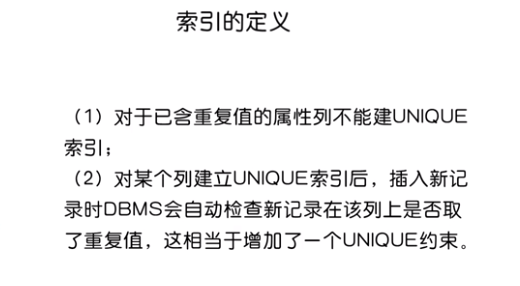 索引的定义
（1）对于已含重复值的属性列不能建UNIQUE
索引；
（2）对某个列建立UNIQUE索引后，插入新记
录时DBMS会自动检查新记录在该列上是否取
了重复值，这相当于增加了一个UNIQUE约束。